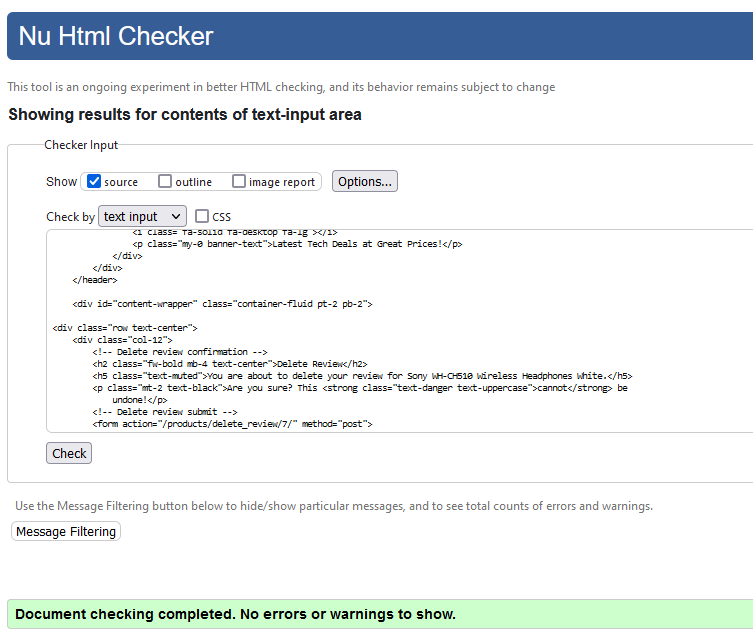 Nu Html Checker
This tool is an ongoing experiment in better HTML checking, and its behavior remains subject to change
Showing results for contents of text-input area
Checker Input
Show source outline image report Options...
Check by text input CSS
<i class="fa-solid fa-desktop fa-lg"></i>
<p class="my-0 banner-text">Latest Tech Deals at Great Prices!</p>
</div>
</div>
</header>
<div id="content-wrapper" class="container-fluid pt-2 pb-2">
<div class="row text-center">
<div class="col-12">
<!-- Delete review confirmation -->
<h2 class="fw-bold mb-4 text-center">Delete Review</h2>
<h5 class="text-muted">You are about to delete your review for Sony WH-CH510 Wireless Headphones White.</h5>
<p class="mt-2 text-black">Are you sure? This <strong class="text-danger text-uppercase">cannot</strong> be
undone!</p>
<!-- Delete review submit -->
<form action="/products/delete_review/7/" method="post">
Check
Use the Message Filtering button below to hide/show particular messages, and to see total counts of errors and warnings.
Message Filtering
Document checking completed. No errors or warnings to show.